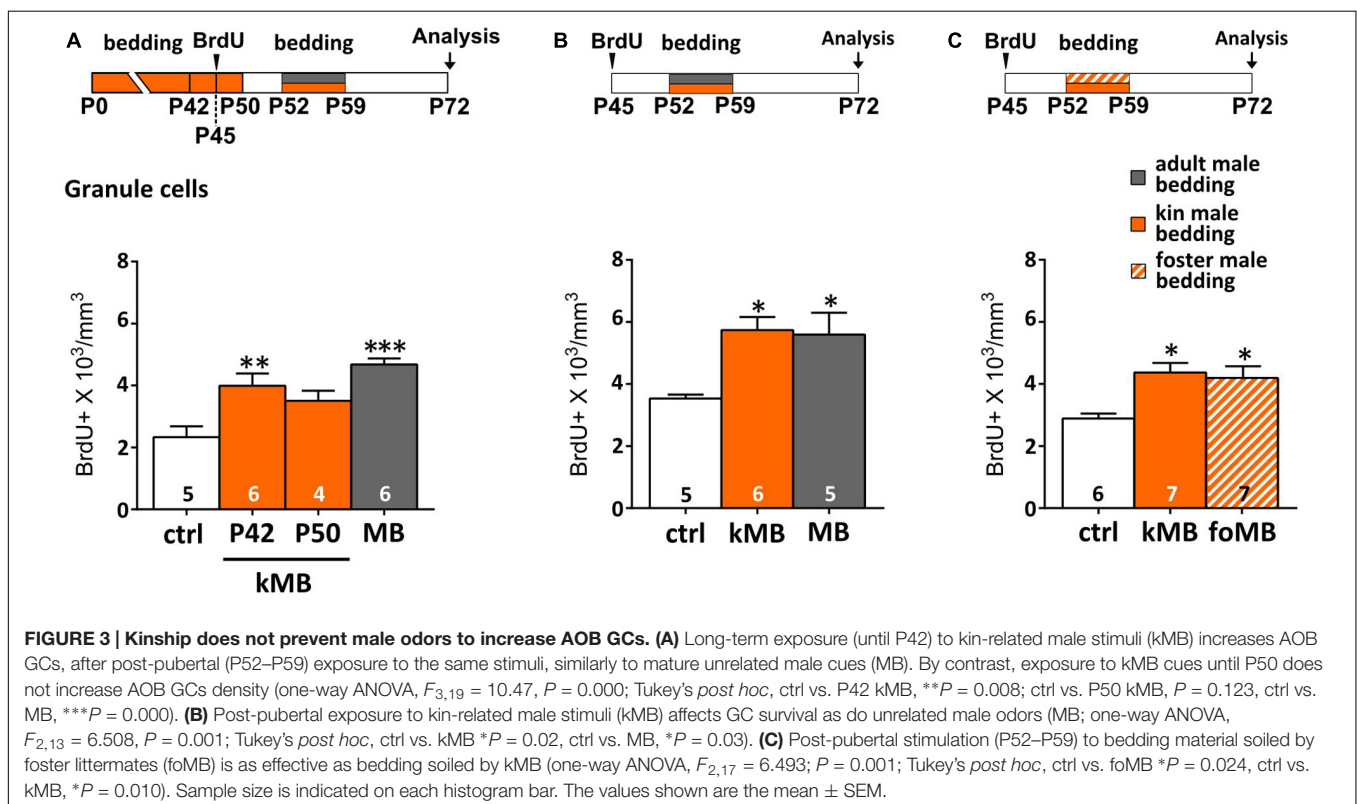 A bedding BrdU bedding Analysis
P0 P42 P50 P52 P59 P72
P45
B BrdU bedding Analysis
P45 P52 P59 P72
C BrdU bedding Analysis
P45 P52 P59 P72
Granule cells
adult male
bedding
kin male
bedding
foster male
bedding
BrdU+ X 10³/mm³
8
6
4
2
0
** ***
5 6 4 6
ctrl P42 P50 MB
kMB
BrdU+ X 10³/mm³
8
6
4
2
0
* *
5 6 5
ctrl kMB MB
BrdU+ X 10³/mm³
8
6
4
2
0
* *
6 7 7
ctrl kMB foMB
FIGURE 3 | Kinship does not prevent male odors to increase AOB GCs. (A) Long-term exposure (until P42) to kin-related male stimuli (kMB) increases AOB
GCs, after post-pubertal (P52–P59) exposure to the same stimuli, similarly to mature unrelated male cues (MB). By contrast, exposure to kMB cues until P50 does
not increase AOB GCs density (one-way ANOVA, F3,19 = 10.47, P = 0.000; Tukey's post hoc, ctrl vs. P42 kMB, **P = 0.008; ctrl vs. P50 kMB, P = 0.123, ctrl vs.
MB, ***P = 0.000). (B) Post-pubertal exposure to kin-related male stimuli (kMB) affects GC survival as do unrelated male odors (MB; one-way ANOVA,
F2,13 = 6.508, P = 0.001; Tukey's post hoc, ctrl vs. kMB *P = 0.02, ctrl vs. MB, *P = 0.03). (C) Post-pubertal stimulation (P52–P59) to bedding material soiled by
foster littermates (foMB) is as effective as bedding soiled by kMB (one-way ANOVA, F2,17 = 6.493; P = 0.001; Tukey's post hoc, ctrl vs. foMB *P = 0.024, ctrl vs.
kMB, *P = 0.010). Sample size is indicated on each histogram bar. The values shown are the mean ± SEM.